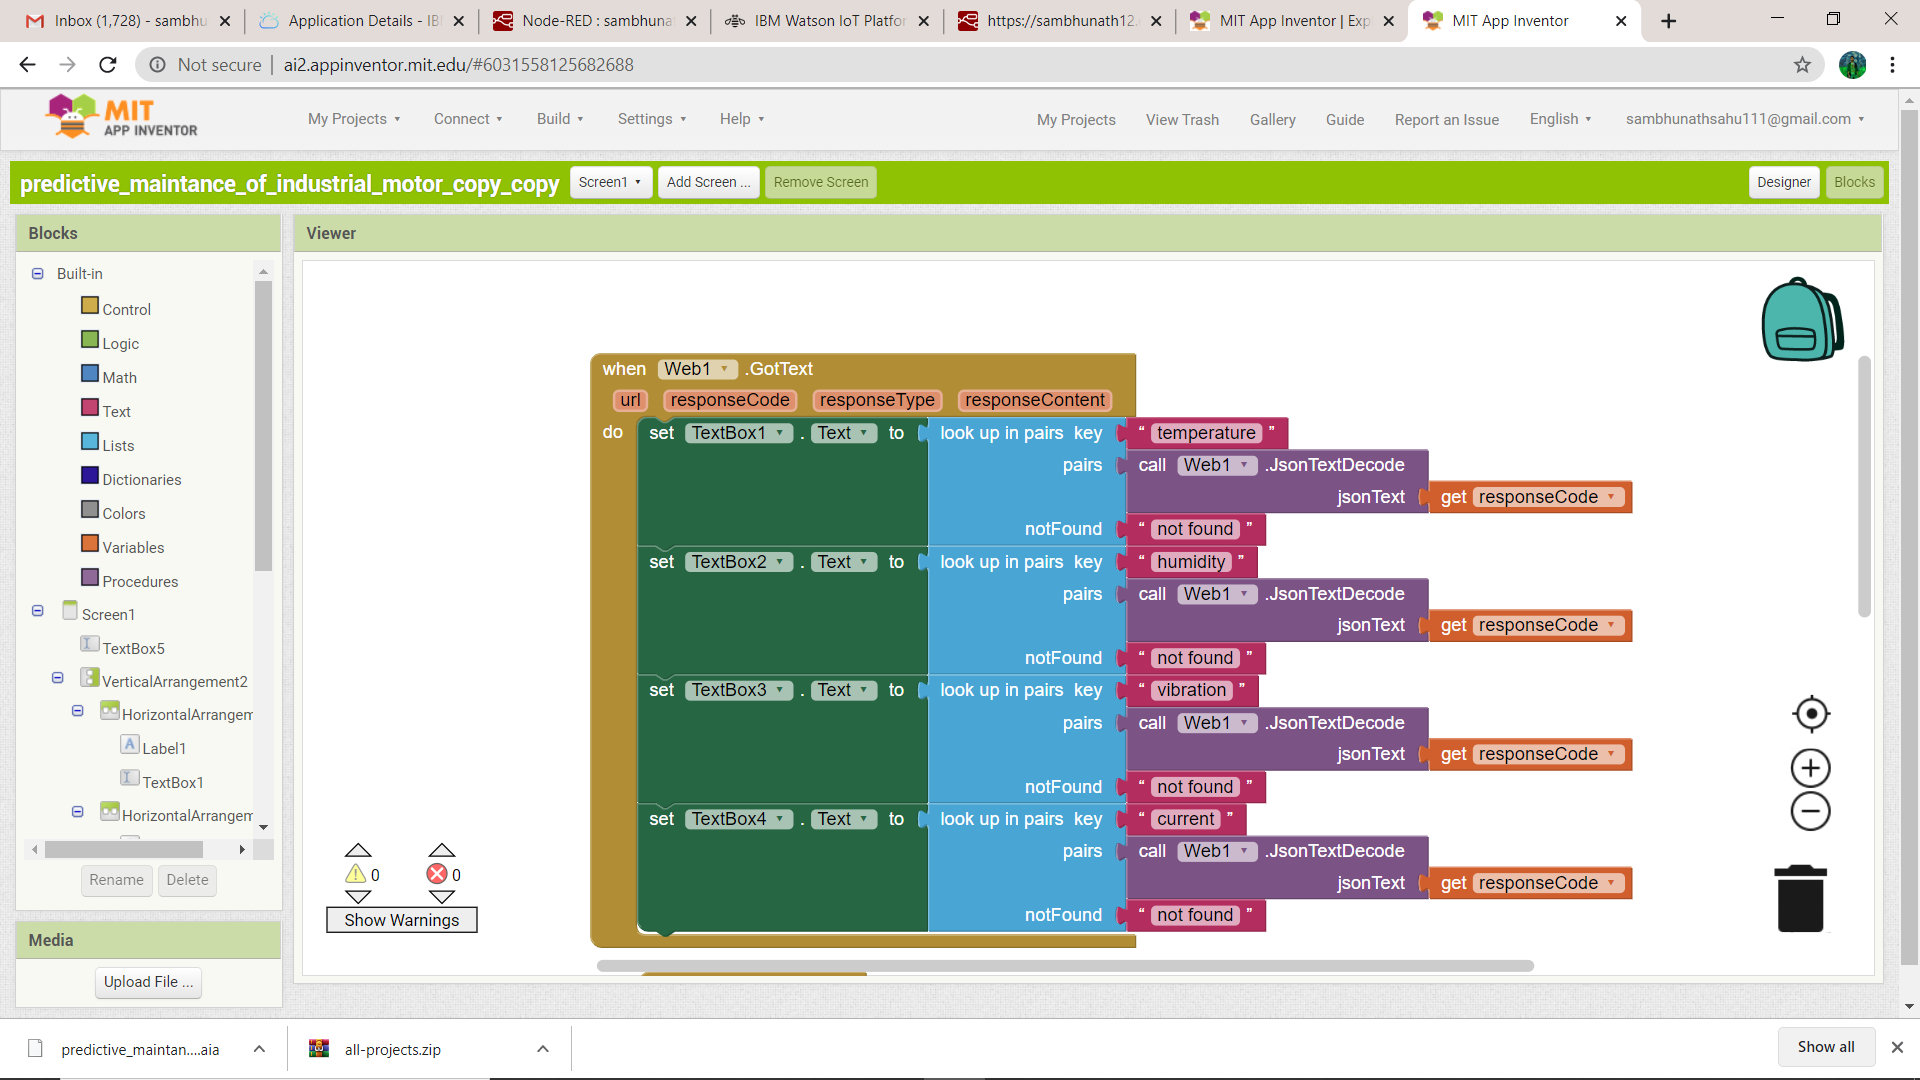 Inbox (1,728) - sambhu
Application Details - IB
Node-RED : sambhuna
IBM Watson IoT Platfo
https://sambhunath12.
MIT App Inventor | Exp
MIT App Inventor
Not secure | ai2.appinventor.mit.edu/#6031558125682688
MIT
APP INVENTOR
My Projects
Connect
Build
Settings
Help
My Projects
View Trash
Gallery
Guide
Report an Issue
English
sambhunathsahu111@gmail.com
predictive_maintance_of_industrial_motor_copy_copy
Screen1
Add Screen ...
Remove Screen
Designer
Blocks
Blocks
Built-in
Control
Logic
Math
Text
Lists
Dictionaries
Colors
Variables
Procedures
Screen1
TextBox5
VerticalArrangement2
HorizontalArrangem
Label1
TextBox1
HorizontalArrangem
Rename
Delete
Media
Upload File ...
Viewer
when Web1 .GotText
url responseCode responseType responseContent
do set TextBox1 . Text to look up in pairs key “ temperature ”
pairs call Web1 .JsonTextDecode
jsonText get responseCode
notFound “ not found ”
set TextBox2 . Text to look up in pairs key “ humidity ”
pairs call Web1 .JsonTextDecode
jsonText get responseCode
notFound “ not found ”
set TextBox3 . Text to look up in pairs key “ vibration ”
pairs call Web1 .JsonTextDecode
jsonText get responseCode
notFound “ not found ”
set TextBox4 . Text to look up in pairs key “ current ”
pairs call Web1 .JsonTextDecode
jsonText get responseCode
notFound “ not found ”
0
0
Show Warnings
predictive_maintan....aia
all-projects.zip
Show all